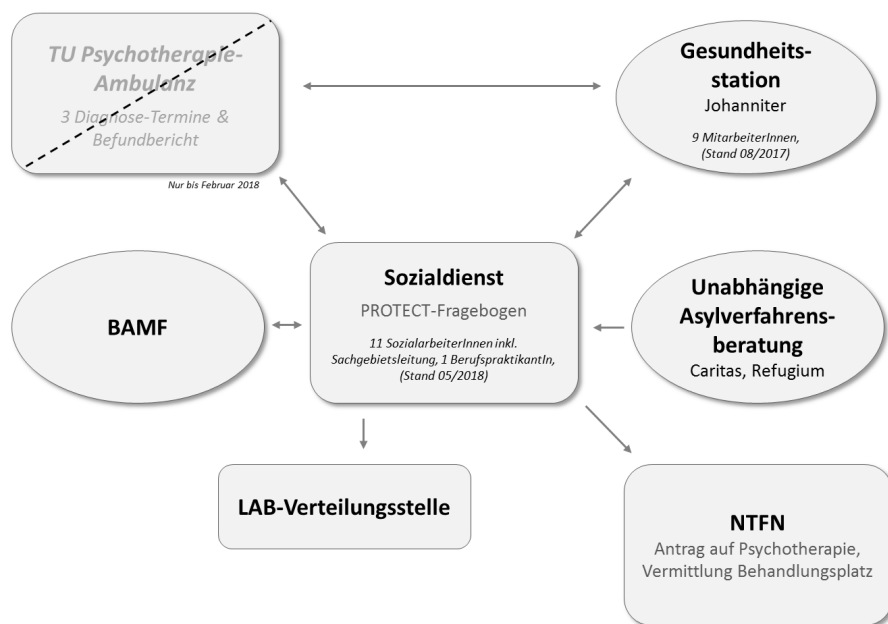 TU Psychotherapie-
Ambulanz
3 Diagnose-Termine &
Befundbericht
Nur bis Februar 2018
Gesundheits-
station
Johanniter
9 MitarbeiterInnen,
(Stand 08/2017)
BAMF
Sozialdienst
PROTECT-Fragebogen
11 SozialarbeiterInnen inkl.
Sachgebietsleitung, 1 BerufspraktikantIn,
(Stand 05/2018)
Unabhängige
Asylverfahrens-
beratung
Caritas, Refugium
LAB-Verteilungsstelle
NTFN
Antrag auf Psychotherapie,
Vermittlung Behandlungsplatz